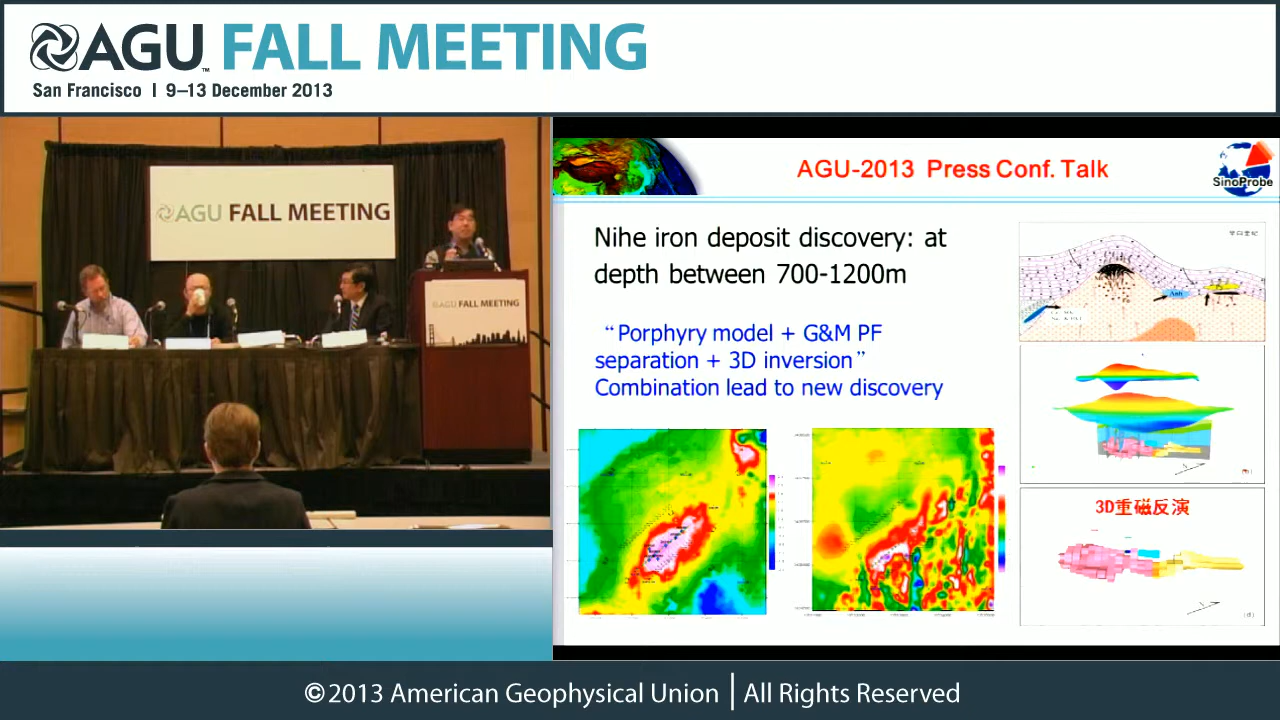 AGU FALL MEETING
San Francisco | 9–13 December 2013
AGU FALL MEETING
AGU FALL MEETING
AGU-2013 Press Conf. Talk
SinoProbe
Nihe iron deposit discovery: at
depth between 700-1200m
“Porphyry model + G&M PF
separation + 3D inversion”
Combination lead to new discovery
3D重磁反演
©2013 American Geophysical Union | All Rights Reserved